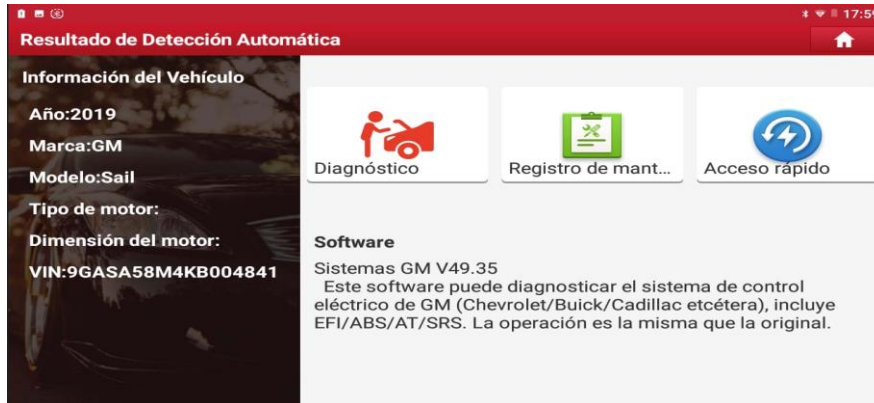 17:59
Resultado de Detección Automática
Información del Vehículo
Año:2019
Marca:GM
Modelo:Sail
Tipo de motor:
Dimensión del motor:
VIN:9GASA58M4KB004841
Diagnóstico
Registro de mant...
Acceso rápido
Software
Sistemas GM V49.35
Este software puede diagnosticar el sistema de control
eléctrico de GM (Chevrolet/Buick/Cadillac etcétera), incluye
EFI/ABS/AT/SRS. La operación es la misma que la original.